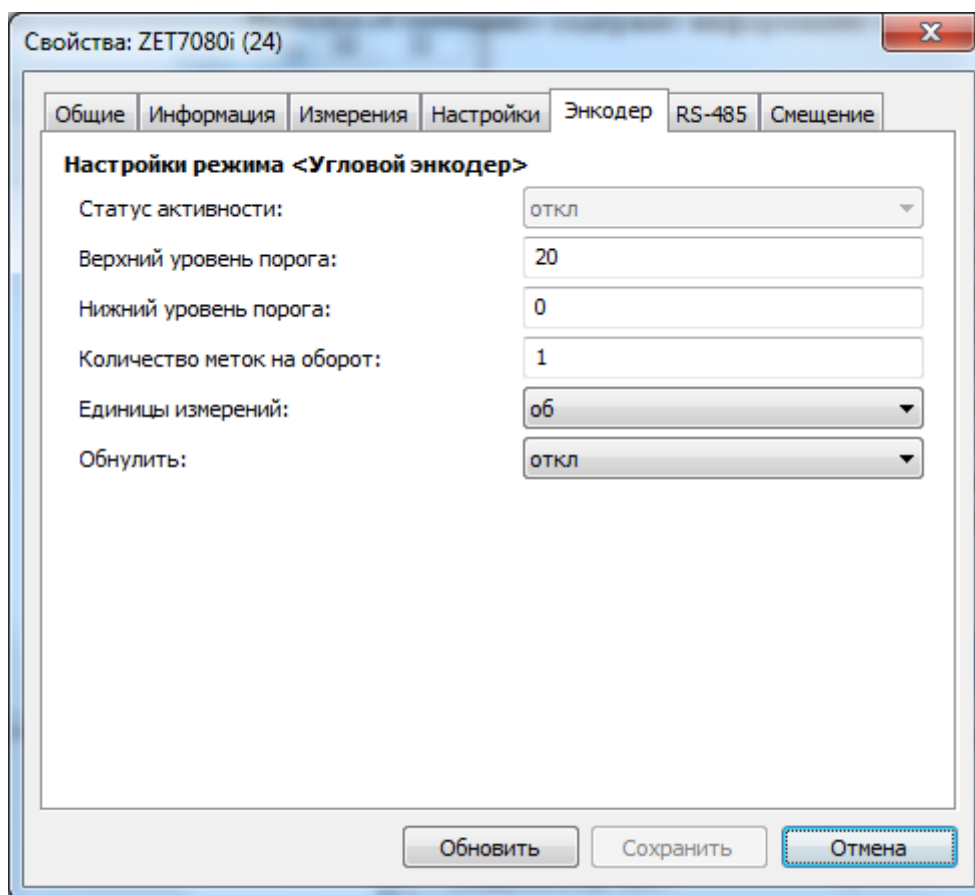 Свойства: ZET7080i (24)
Общие Информация Измерения Настройки Энкодер RS-485 Смещение
Настройки режима <Угловой энкодер>
Статус активности: откл
Верхний уровень порога: 20
Нижний уровень порога: 0
Количество меток на оборот: 1
Единицы измерений: об
Обнулить: откл
Обновить Сохранить Отмена